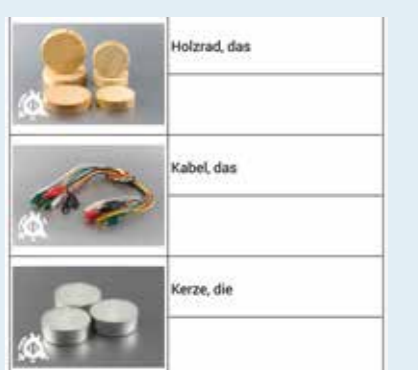 Holzrad, das
Kabel, das
Kerze, die